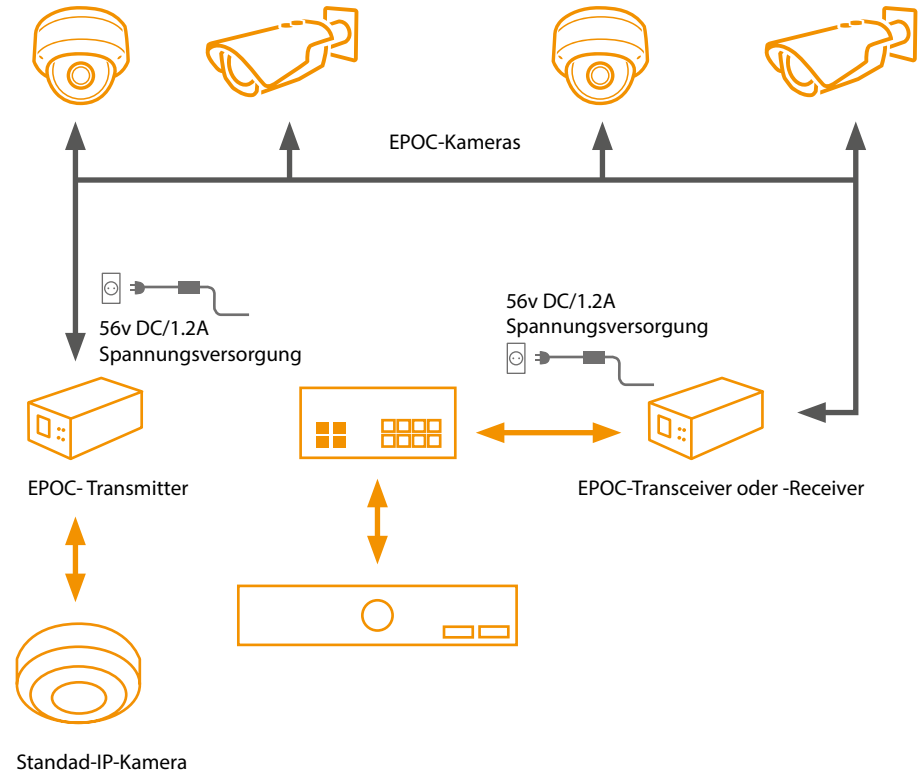 EPOC-Kameras
56v DC/1.2A
Spannungsversorgung
56v DC/1.2A
Spannungsversorgung
EPOC- Transmitter
EPOC-Transceiver oder -Receiver
Standad-IP-Kamera